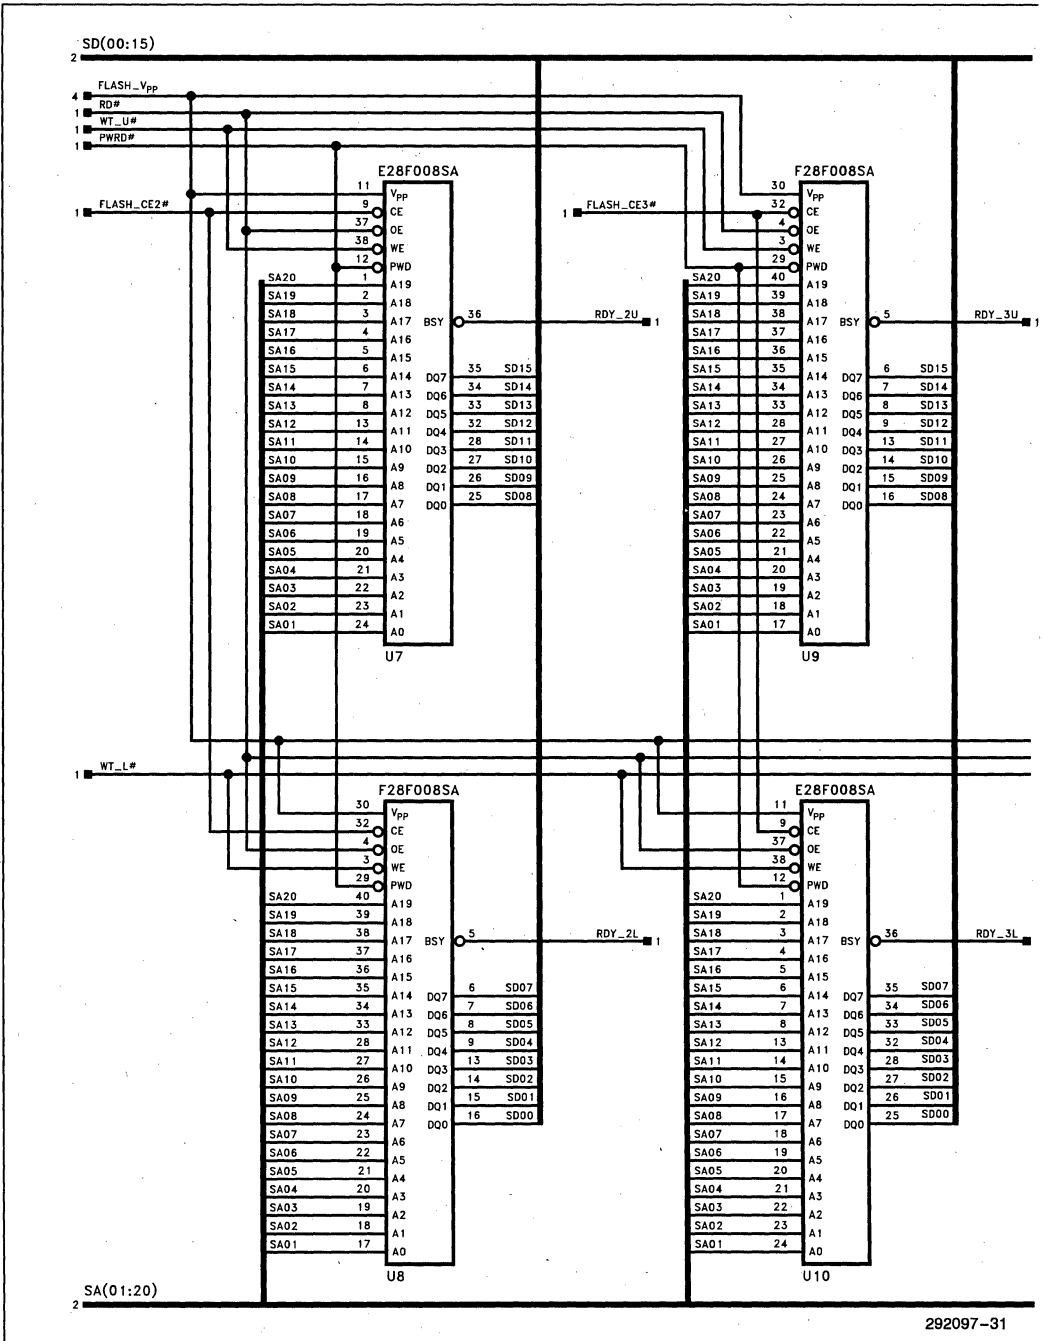 SD(00:15)
2
4 FLASH_VPP
1 RD#
1 WT_U#
1 PWRD#
E28F008SA
11 VPP
1 FLASH_CE2# 9 CE
37 OE
38 WE
12 PWD
SA20 1 A19
SA19 2 A18
SA18 3 A17 BSY 36 RDY_2U 1
SA17 4 A16
SA16 5 A15
SA15 6 A14 DQ7 35 SD15
SA14 7 A13 DQ6 34 SD14
SA13 8 A12 DQ5 33 SD13
SA12 13 A11 DQ4 32 SD12
SA11 14 A10 DQ3 28 SD11
SA10 15 A9 DQ2 27 SD10
SA09 16 A8 DQ1 26 SD09
SA08 17 A7 DQ0 25 SD08
SA07 18 A6
SA06 19 A5
SA05 20 A4
SA04 21 A3
SA03 22 A2
SA02 23 A1
SA01 24 A0
U7
F28F008SA
30 VPP
1 FLASH_CE3# 32 CE
4 OE
3 WE
29 PWD
SA20 40 A19
SA19 39 A18
SA18 38 A17 BSY 5 RDY_3U 1
SA17 37 A16
SA16 36 A15
SA15 35 A14 DQ7 6 SD15
SA14 34 A13 DQ6 7 SD14
SA13 33 A12 DQ5 8 SD13
SA12 28 A11 DQ4 9 SD12
SA11 27 A10 DQ3 13 SD11
SA10 26 A9 DQ2 14 SD10
SA09 25 A8 DQ1 15 SD09
SA08 24 A7 DQ0 16 SD08
SA07 23 A6
SA06 22 A5
SA05 21 A4
SA04 20 A3
SA03 19 A2
SA02 18 A1
SA01 17 A0
U9
1 WT_L#
F28F008SA
30 VPP
32 CE
4 OE
3 WE
29 PWD
SA20 40 A19
SA19 39 A18
SA18 38 A17 BSY 5 RDY_2L 1
SA17 37 A16
SA16 36 A15
SA15 35 A14 DQ7 6 SD07
SA14 34 A13 DQ6 7 SD06
SA13 33 A12 DQ5 8 SD05
SA12 28 A11 DQ4 9 SD04
SA11 27 A10 DQ3 13 SD03
SA10 26 A9 DQ2 14 SD02
SA09 25 A8 DQ1 15 SD01
SA08 24 A7 DQ0 16 SD00
SA07 23 A6
SA06 22 A5
SA05 21 A4
SA04 20 A3
SA03 19 A2
SA02 18 A1
SA01 17 A0
U8
E28F008SA
11 VPP
9 CE
37 OE
38 WE
12 PWD
SA20 1 A19
SA19 2 A18
SA18 3 A17 BSY 36 RDY_3L
SA17 4 A16
SA16 5 A15
SA15 6 A14 DQ7 35 SD07
SA14 7 A13 DQ6 34 SD06
SA13 8 A12 DQ5 33 SD05
SA12 13 A11 DQ4 32 SD04
SA11 14 A10 DQ3 28 SD03
SA10 15 A9 DQ2 27 SD02
SA09 16 A8 DQ1 26 SD01
SA08 17 A7 DQ0 25 SD00
SA07 18 A6
SA06 19 A5
SA05 20 A4
SA04 21 A3
SA03 22 A2
SA02 23 A1
SA01 24 A0
U10
SA(01:20)
2
292097-31